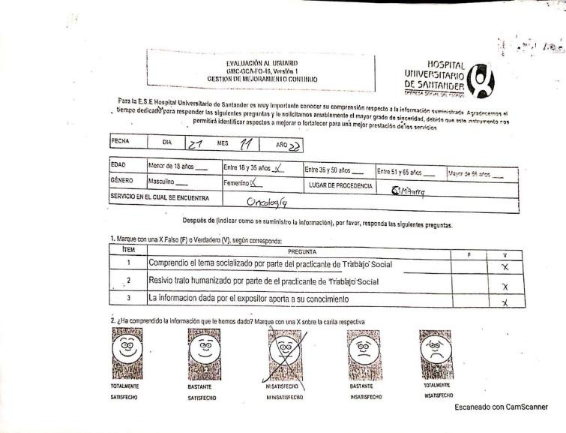 EVALUACIÓN AL USUARIO
GDE-GCA-FO-48, Versión 1
GESTION DE MEJORAMIENTO CONTINUO
HOSPITAL
UNIVERSITARIO
DE SANTANDER
EMPRESA SOCIAL DEL ESTADO
Para la E.S.E Hospital Universitario de Santander es muy importante conocer su comprensión respecto a la información suministrada. Agradecemos el
tiempo dedicado para responder las siguientes preguntas y le solicitamos amablemente el mayor grado de sinceridad, debido que este instrumento nos
permitirá identificar aspectos a mejorar o fortalecer para una mejor prestación de los servicios.
FECHA DIA 21 MES 11 AÑO 22
EDAD Menor de 18 años ___ Entre 18 y 35 años X Entre 36 y 50 años ___ Entre 51 y 65 años ___ Mayor de 65 años ___
GÉNERO Masculino ___ Femenino X LUGAR DE PROCEDENCIA
SERVICIO EN EL CUAL SE ENCUENTRA Oncología
Después de (indicar como se suministro la información), por favor, responda las siguientes preguntas.
1. Marque con una X Falso (F) o Verdadero (V), según corresponda:
ÍTEM PREGUNTA F V
1 Comprendio el tema socializado por parte del practicante de Trabajo Social X
2 Resivio trato humanizado por parte de el practicante de Trabajo Social X
3 La informacion dada por el expositor aporta a su conocimiento X
2. ¿Ha comprendido la información que le hemos dado? Marque con una X sobre la carita respectiva
TOTALMENTE BASTANTE NI SATISFECHO BASTANTE TOTALMENTE
SATISFECHO SATISFECHO NI INSATISFECHO INSATISFECHO INSATISFECHO
Escaneado con CamScanner